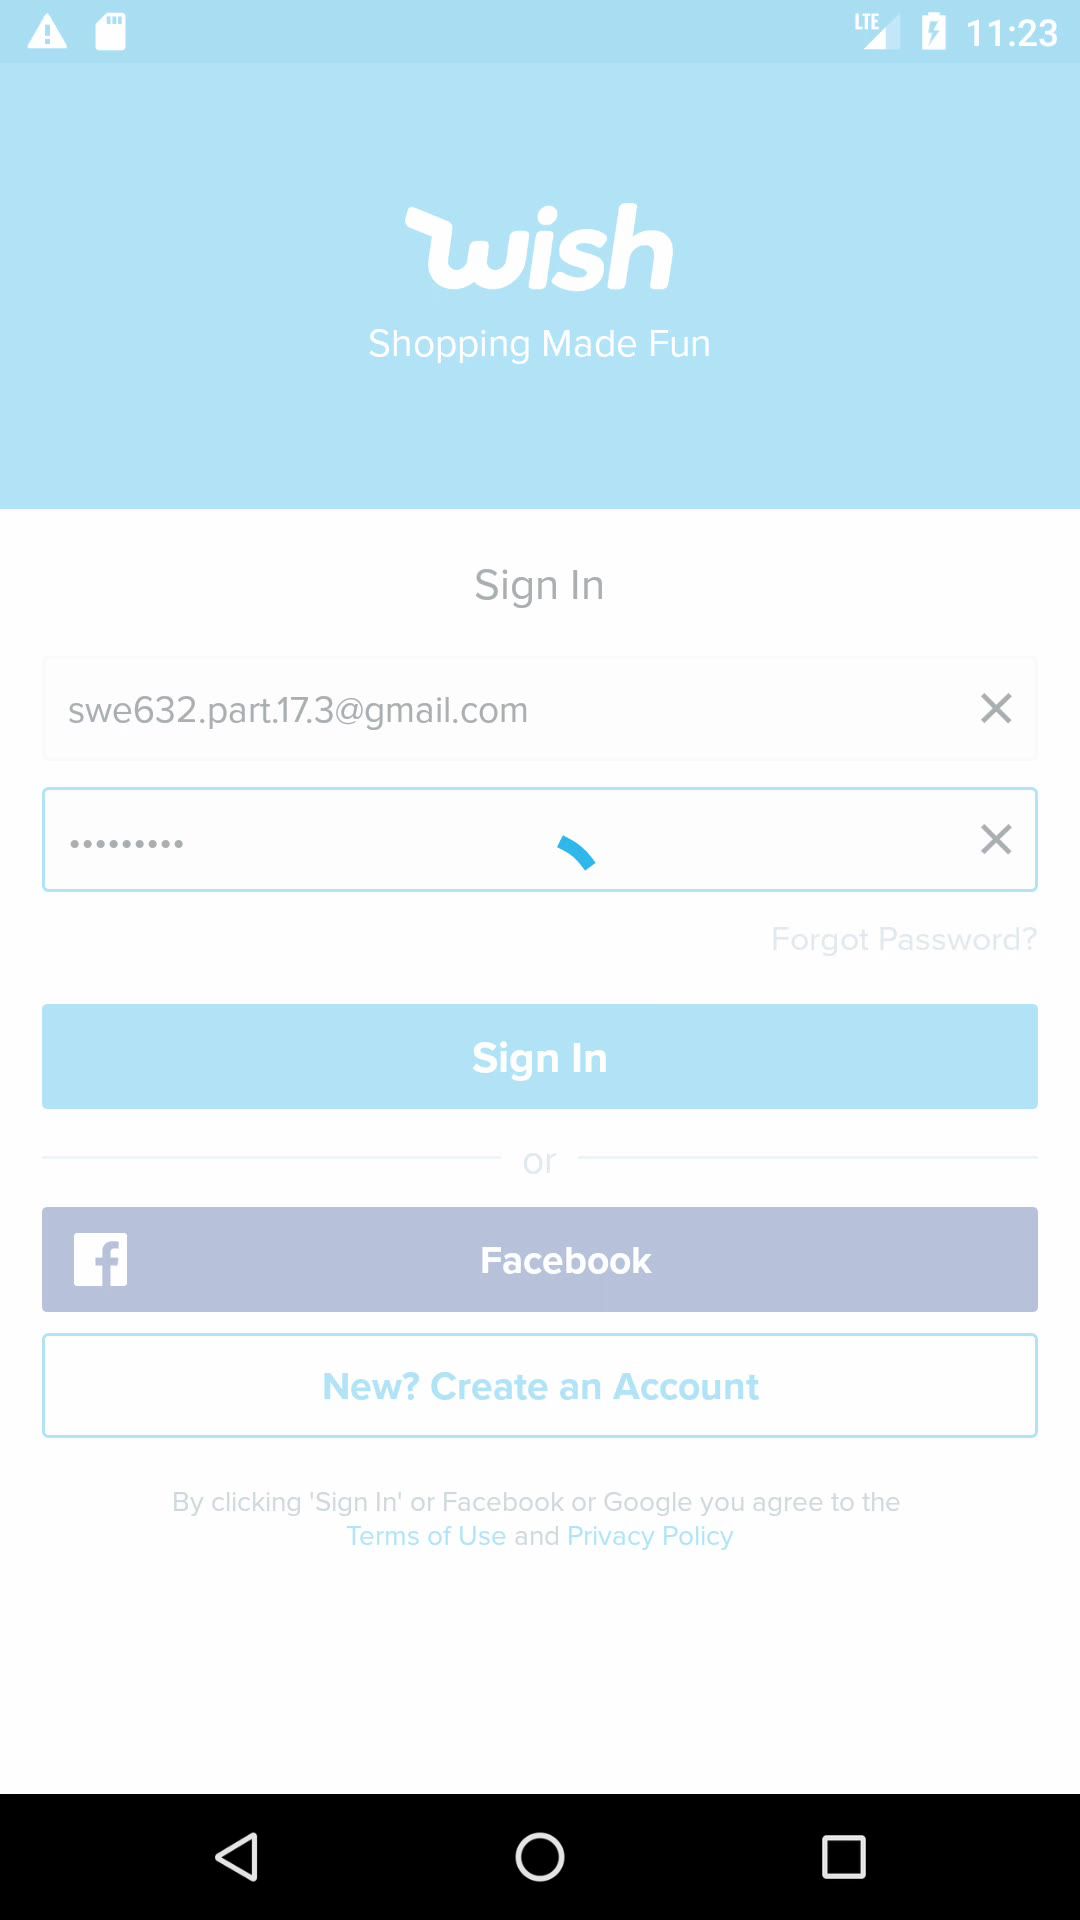 LTE 11:23
wish
Shopping Made Fun
Sign In
swe632.part.17.3@gmail.com
•••••••••
Forgot Password?
Sign In
or
Facebook
New? Create an Account
By clicking 'Sign In' or Facebook or Google you agree to the
Terms of Use and Privacy Policy